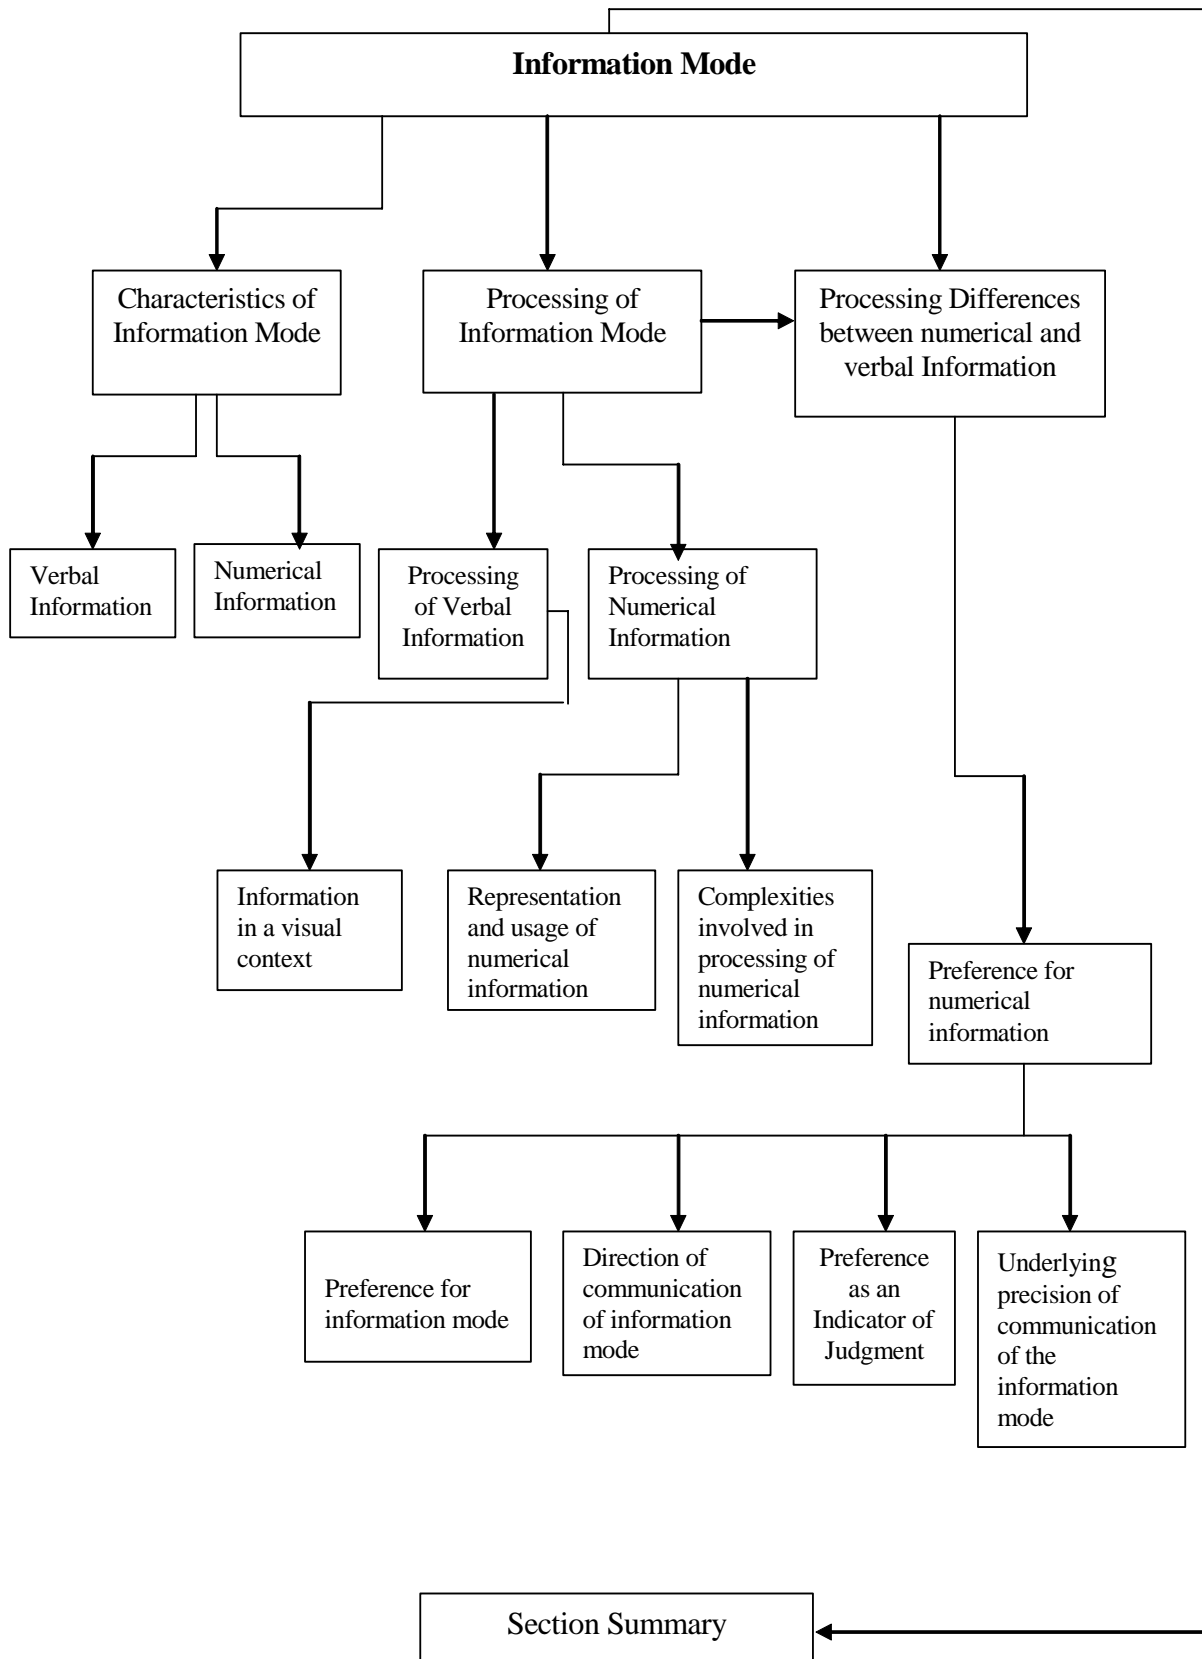 Information Mode
Characteristics of
Information Mode
Processing of
Information Mode
Processing Differences
between numerical and
verbal Information
Verbal
Information
Numerical
Information
Processing
of Verbal
Information
Processing of
Numerical
Information
Information
in a visual
context
Representation
and usage of
numerical
information
Complexities
involved in
processing of
numerical
information
Preference for
numerical
information
Preference for
information mode
Direction of
communication
of information
mode
Preference
as an
Indicator of
Judgment
Underlying
precision of
communication
of the
information
mode
Section Summary